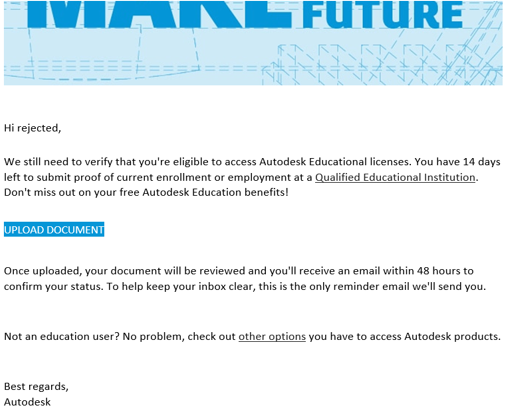 MAKE
FUTURE
Hi rejected,
We still need to verify that you're eligible to access Autodesk Educational licenses. You have 14 days
left to submit proof of current enrollment or employment at a Qualified Educational Institution.
Don't miss out on your free Autodesk Education benefits!
UPLOAD DOCUMENT
Once uploaded, your document will be reviewed and you'll receive an email within 48 hours to
confirm your status. To help keep your inbox clear, this is the only reminder email we'll send you.
Not an education user? No problem, check out other options you have to access Autodesk products.
Best regards,
Autodesk